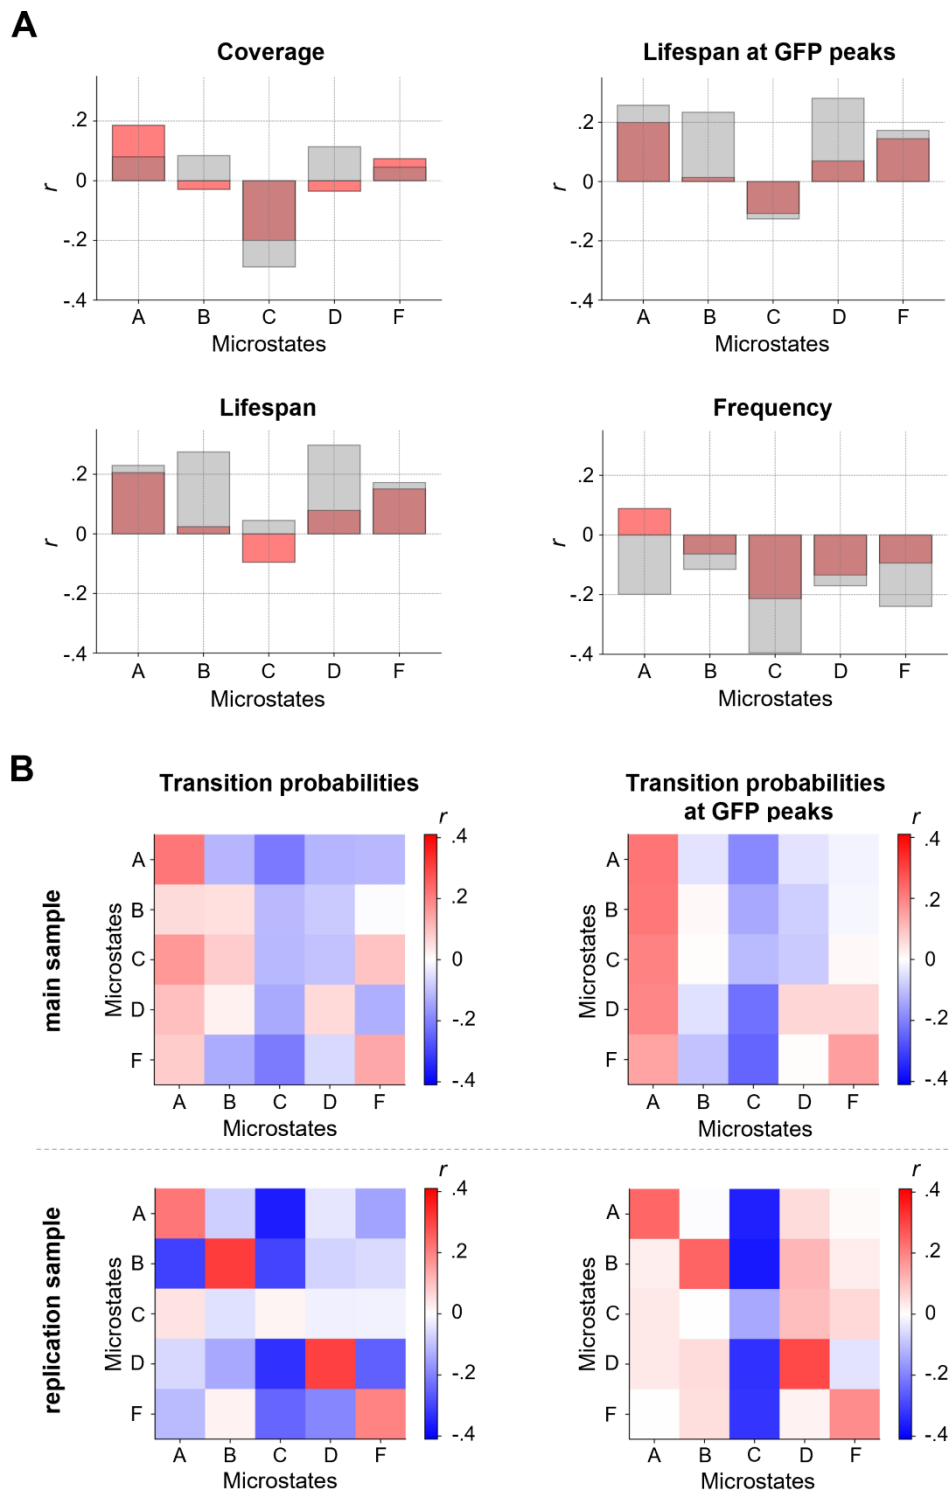 A
Coverage
Lifespan at GFP peaks
.2
0
-.2
-.4
r
A B C D F
Microstates
.2
0
-.2
-.4
r
A B C D F
Microstates
Lifespan
Frequency
.2
0
-.2
-.4
r
A B C D F
Microstates
.2
0
-.2
-.4
r
A B C D F
Microstates
B
Transition probabilities
Transition probabilities
at GFP peaks
main sample
Microstates
A
B
C
D
F
A B C D F
Microstates
r
.4
.2
0
-.2
-.4
Microstates
A
B
C
D
F
A B C D F
Microstates
r
.4
.2
0
-.2
-.4
replication sample
Microstates
A
B
C
D
F
A B C D F
Microstates
r
.4
.2
0
-.2
-.4
Microstates
A
B
C
D
F
A B C D F
Microstates
r
.4
.2
0
-.2
-.4